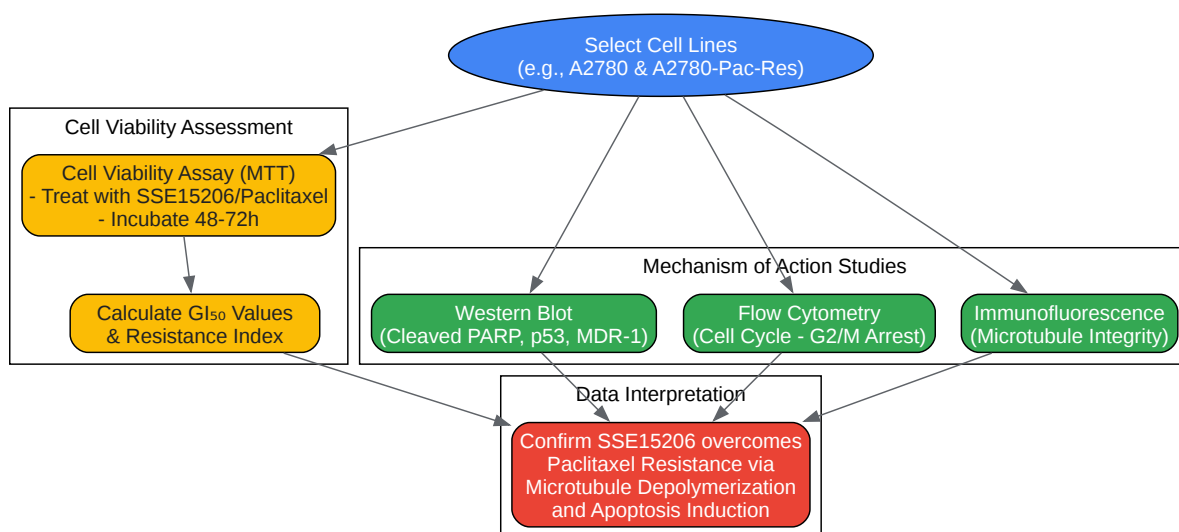 Select Cell Lines
(e.g., A2780 & A2780-Pac-Res)
Cell Viability Assessment
Cell Viability Assay (MTT)
- Treat with SSE15206/Paclitaxel
- Incubate 48-72h
Calculate GI₅₀ Values
& Resistance Index
Mechanism of Action Studies
Western Blot
(Cleaved PARP, p53, MDR-1)
Flow Cytometry
(Cell Cycle - G2/M Arrest)
Immunofluorescence
(Microtubule Integrity)
Data Interpretation
Confirm SSE15206 overcomes
Paclitaxel Resistance via
Microtubule Depolymerization
and Apoptosis Induction